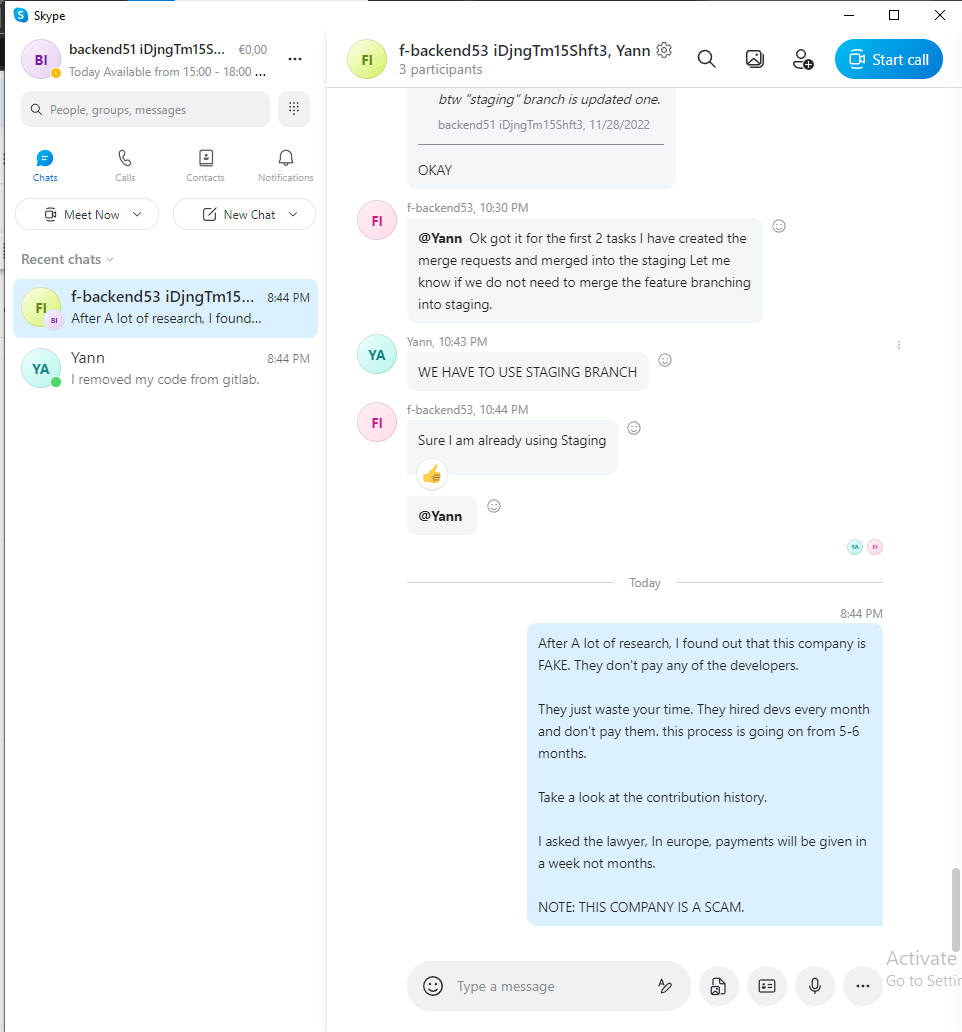 Skype
BI
backend51 iDjngTm15S...
€0,00
Today Available from 15:00 - 18:00 ...
People, groups, messages
Chats
Calls
Contacts
Notifications
Meet Now
New Chat
Recent chats
FI
BI
f-backend53 iDjngTm15...
8:44 PM
After A lot of research, I found...
YA
Yann
8:44 PM
I removed my code from gitlab.
FI
f-backend53 iDjngTm15Shft3, Yann
3 participants
Start call
btw "staging" branch is updated one.
backend51 iDjngTm15Shft3, 11/28/2022
OKAY
FI
f-backend53, 10:30 PM
@Yann Ok got it for the first 2 tasks I have created the
merge requests and merged into the staging Let me
know if we do not need to merge the feature branching
into staging.
YA
Yann, 10:43 PM
WE HAVE TO USE STAGING BRANCH
FI
f-backend53, 10:44 PM
Sure I am already using Staging
@Yann
YA
FI
Today
8:44 PM
After A lot of research, I found out that this company is
FAKE. They don't pay any of the developers.
They just waste your time. They hired devs every month
and don't pay them. this process is going on from 5-6
months.
Take a look at the contribution history.
I asked the lawyer, In europe, payments will be given in
a week not months.
NOTE: THIS COMPANY IS A SCAM.
Type a message
Activate
Go to Settin